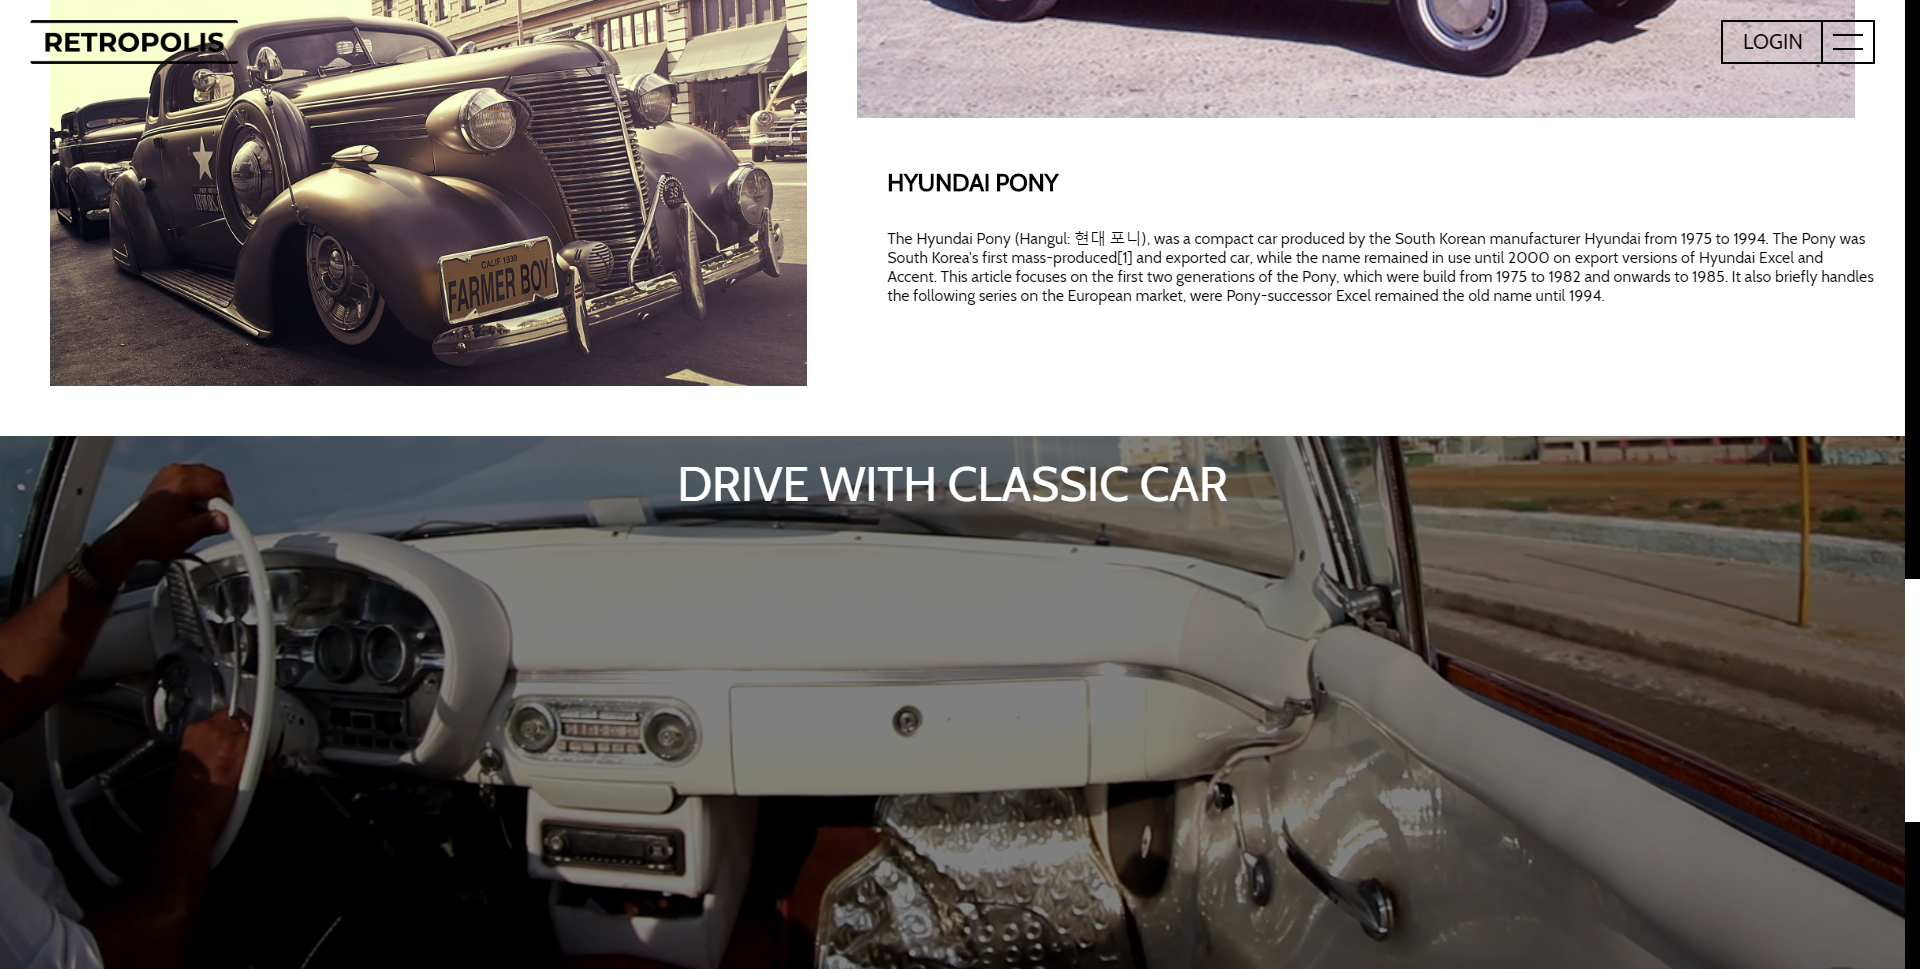 RETROPOLIS
LOGIN
CALIF 1938
FARMER BOY
HYUNDAI PONY
The Hyundai Pony (Hangul: 현대 포니), was a compact car produced by the South Korean manufacturer Hyundai from 1975 to 1994. The Pony was
South Korea's first mass-produced[1] and exported car, while the name remained in use until 2000 on export versions of Hyundai Excel and
Accent. This article focuses on the first two generations of the Pony, which were build from 1975 to 1982 and onwards to 1985. It also briefly handles
the following series on the European market, were Pony-successor Excel remained the old name until 1994.
DRIVE WITH CLASSIC CAR